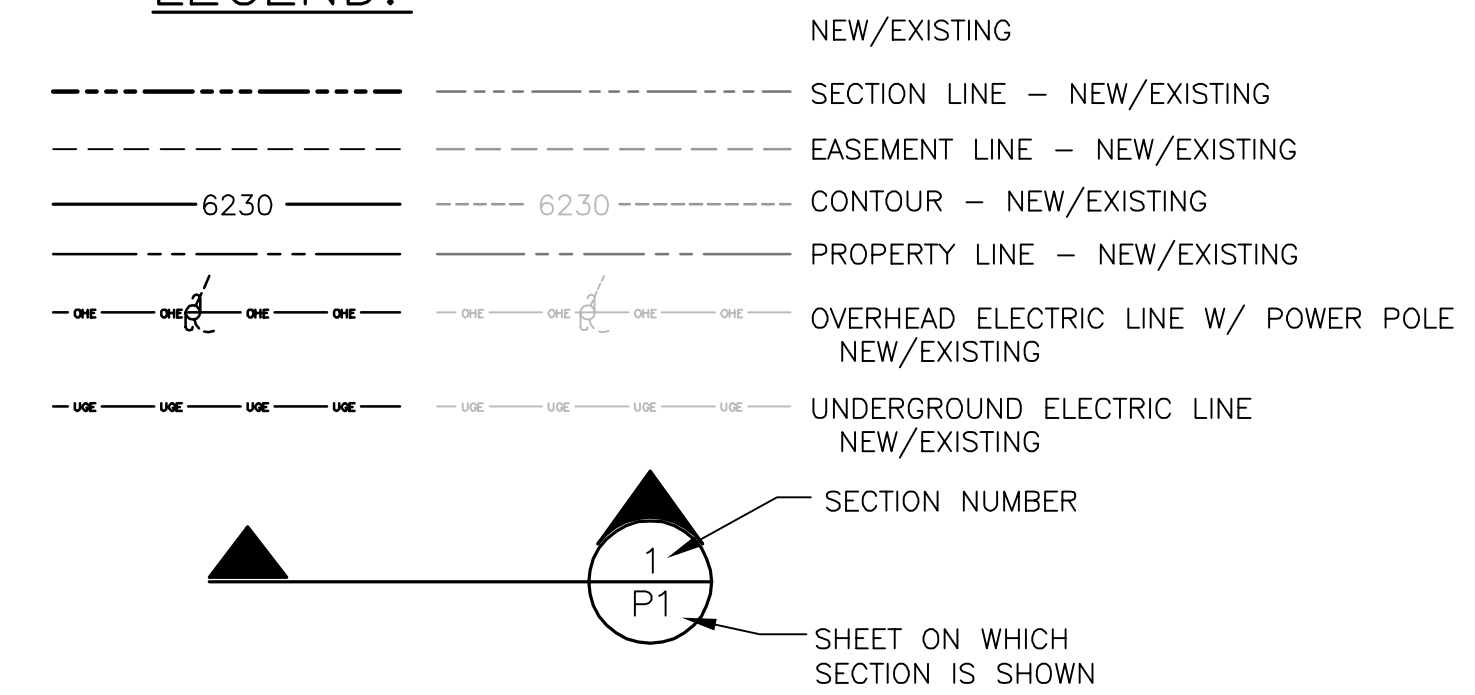 LEGEND:
NEW/EXISTING
SECTION LINE – NEW/EXISTING
EASEMENT LINE – NEW/EXISTING
6230 6230 CONTOUR – NEW/EXISTING
PROPERTY LINE – NEW/EXISTING
OHE OHE OHE OHE OHE OHE OHE OHE OVERHEAD ELECTRIC LINE W/ POWER POLE
NEW/EXISTING
UGE UGE UGE UGE UGE UGE UGE UGE UNDERGROUND ELECTRIC LINE
NEW/EXISTING
SECTION NUMBER
1
P1
SHEET ON WHICH
SECTION IS SHOWN